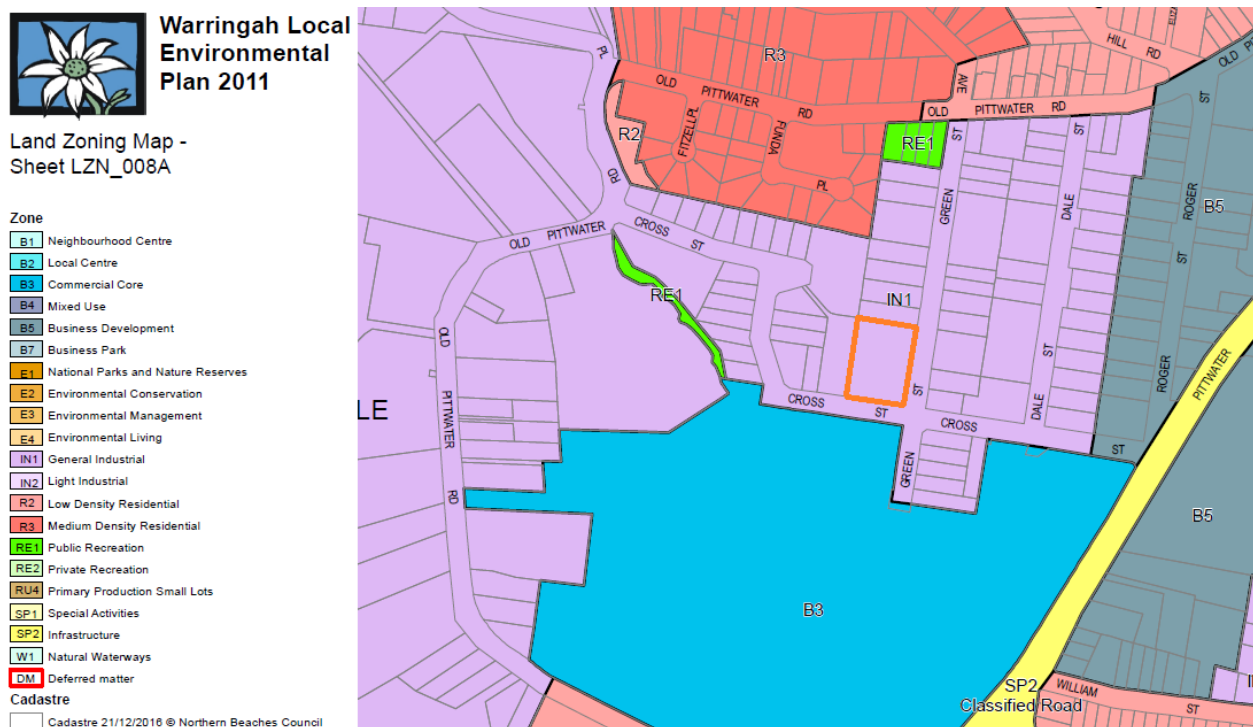 Warringah Local
Environmental
Plan 2011
Land Zoning Map -
Sheet LZN_008A
Zone
B1 Neighbourhood Centre
B2 Local Centre
B3 Commercial Core
B4 Mixed Use
B5 Business Development
B7 Business Park
E1 National Parks and Nature Reserves
E2 Environmental Conservation
E3 Environmental Management
E4 Environmental Living
IN1 General Industrial
IN2 Light Industrial
R2 Low Density Residential
R3 Medium Density Residential
RE1 Public Recreation
RE2 Private Recreation
RU4 Primary Production Small Lots
SP1 Special Activities
SP2 Infrastructure
W1 Natural Waterways
DM Deferred matter
Cadastre
Cadastre 21/12/2016 © Northern Beaches Council
PL
R3
HILL RD
OLD
OLD PITTWATER RD
AVE
OLD PITTWATER RD
ST
R2
FITZELL PL
FUNDA
PL
RE1
ST
ST
RD
GREEN
DALE
ROGER
B5
OLD PITTWATER
CROSS ST
ST
RE1
IN1
OLD
PITTWATER
RD
LE
ST
DALE
ST
ROGER
PITTWATER
CROSS ST
CROSS
ST
GREEN
B5
B3
SP2
Classified Road
WILLIAM
ST